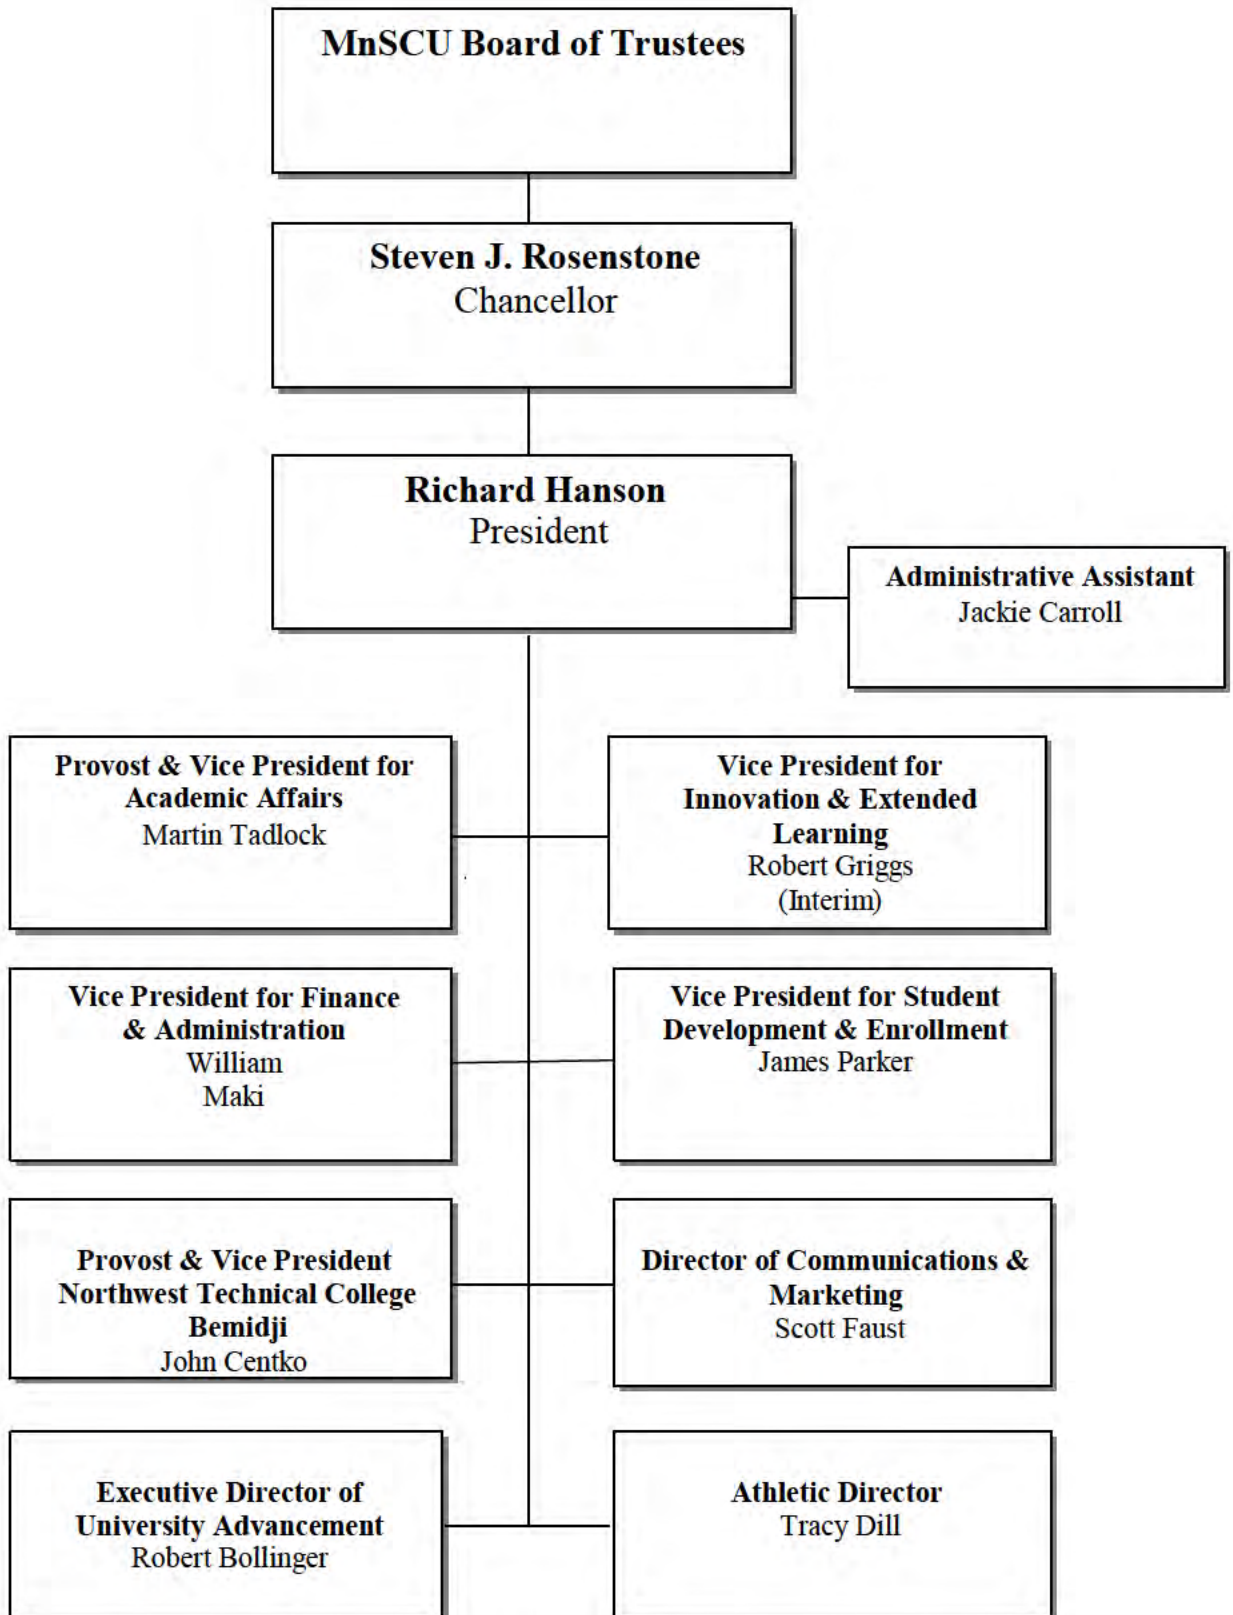 MnSCU Board of Trustees
Steven J. Rosenstone
Chancellor
Richard Hanson
President
Administrative Assistant
Jackie Carroll
Provost & Vice President for
Academic Affairs
Martin Tadlock
Vice President for
Innovation & Extended
Learning
Robert Griggs
(Interim)
Vice President for Finance
& Administration
William
Maki
Vice President for Student
Development & Enrollment
James Parker
Provost & Vice President
Northwest Technical College
Bemidji
John Centko
Director of Communications &
Marketing
Scott Faust
Executive Director of
University Advancement
Robert Bollinger
Athletic Director
Tracy Dill